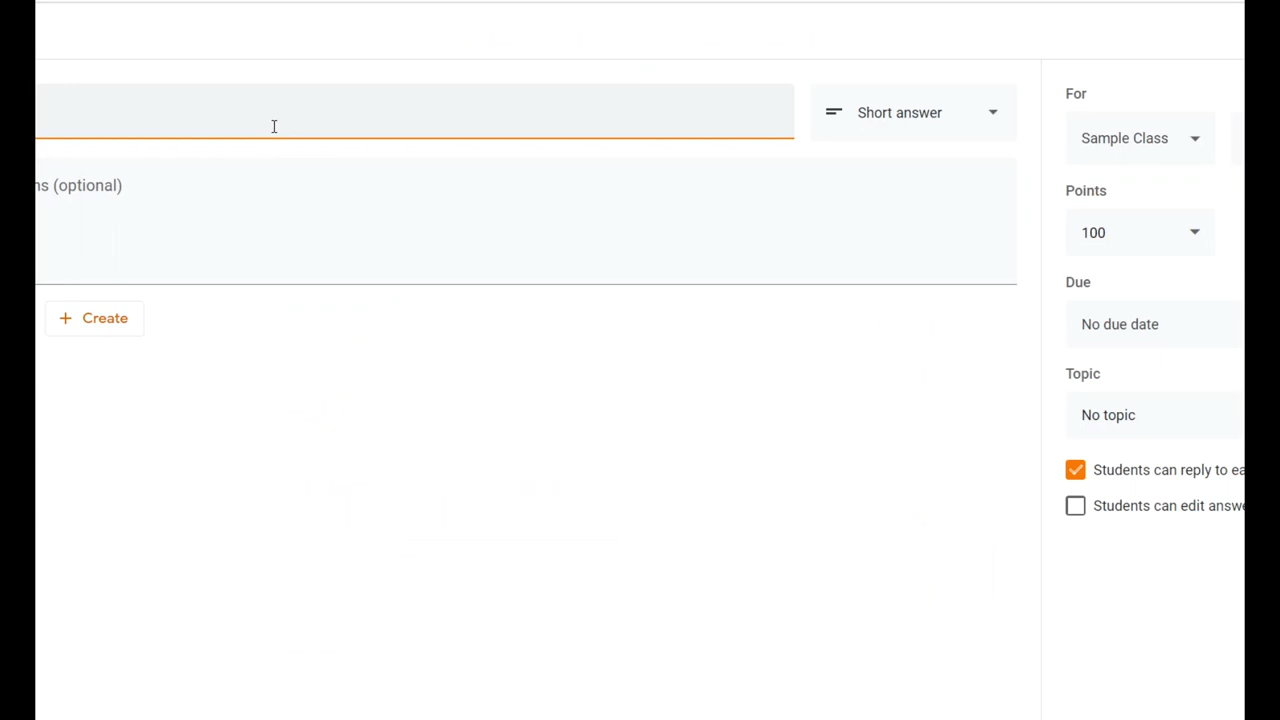 Short answer
ns (optional)
+ Create
For
Sample Class
Points
100
Due
No due date
Topic
No topic
Students can reply to ea
Students can edit answe